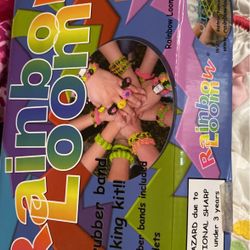 Rainbow
Loom
Rainbow Loom
rubber band
king kit!
ber bands included
lets
Rainbow
Loom
HAZARD due to
IONAL SHARP
under 3 years